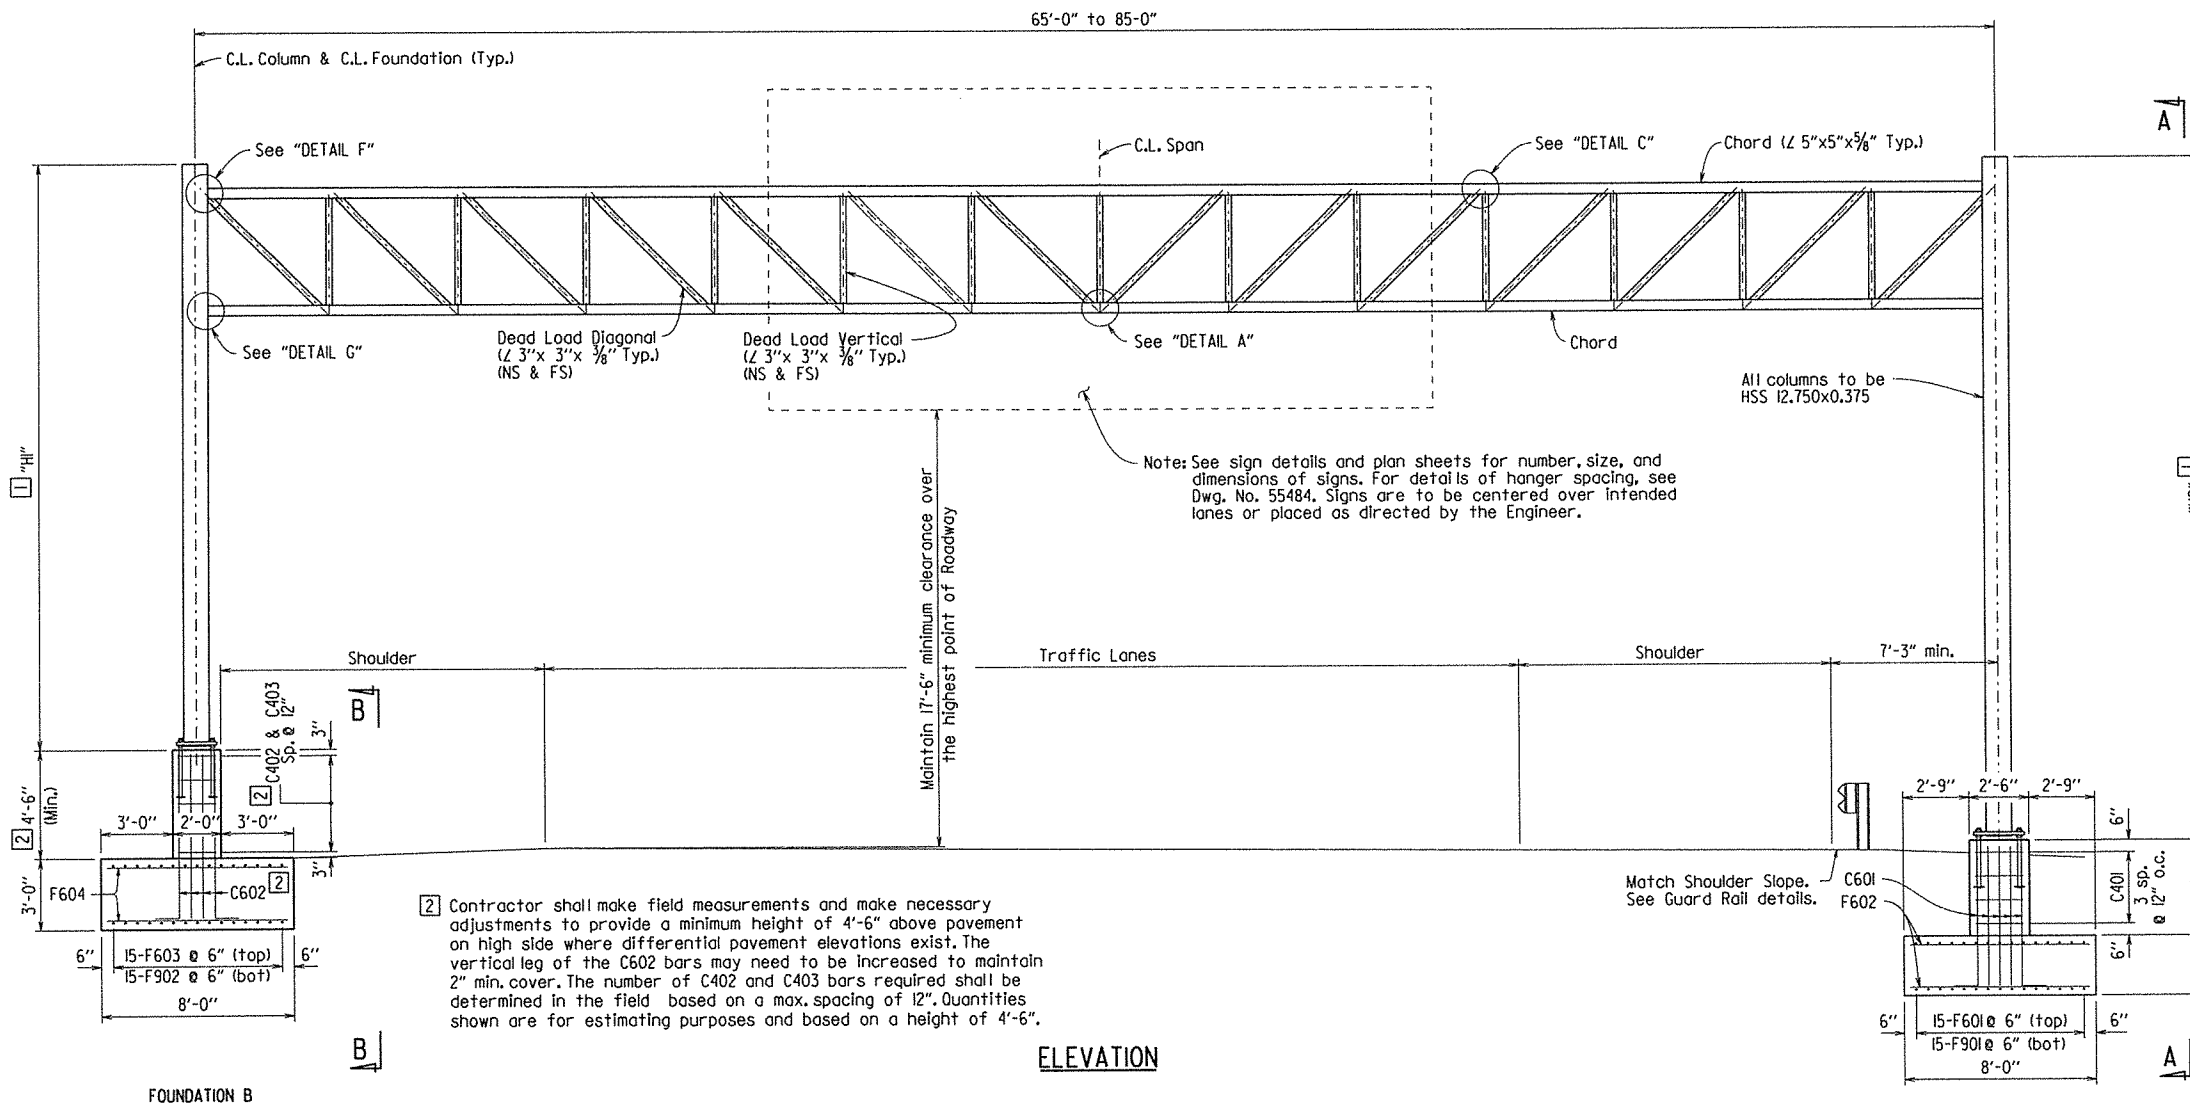 65'-0" to 85-0"
C.L. Column & C.L. Foundation (Typ.)
A
See "DETAIL F"
C.L. Span
See "DETAIL C"
Chord (∠ 5"x5"x⅝" Typ.)
See "DETAIL G"
Dead Load Diagonal
(∠ 3"x 3"x ⅜" Typ.)
(NS & FS)
Dead Load Vertical
(∠ 3"x 3"x ⅜" Typ.)
(NS & FS)
See "DETAIL A"
Chord
All columns to be
HSS 12.750x0.375
1 "H1"
Note: See sign details and plan sheets for number, size, and
dimensions of signs. For details of hanger spacing, see
Dwg. No. 55484. Signs are to be centered over intended
lanes or placed as directed by the Engineer.
Maintain 17'-6" minimum clearance over
the highest point of Roadway
Shoulder
Traffic Lanes
Shoulder
7'-3" min.
B
2 C402 & C403
Sp. @ 12"
3"
2 4'-6"
(Min.)
3'-0"
2'-0"
3'-0"
3"
3'-0"
F604
C602
2
6"
15-F603 @ 6" (top)
15-F902 @ 6" (bot)
6"
8'-0"
B
FOUNDATION B
2 Contractor shall make field measurements and make necessary
adjustments to provide a minimum height of 4'-6" above pavement
on high side where differential pavement elevations exist. The
vertical leg of the C602 bars may need to be increased to maintain
2" min. cover. The number of C402 and C403 bars required shall be
determined in the field based on a max. spacing of 12". Quantities
shown are for estimating purposes and based on a height of 4'-6".
ELEVATION
2'-9"
2'-6"
2'-9"
6"
Match Shoulder Slope.
See Guard Rail details.
C601
F602
C401
3 sp.
@ 12" o.c.
6"
6"
15-F601 @ 6" (top)
15-F901 @ 6" (bot)
6"
8'-0"
A